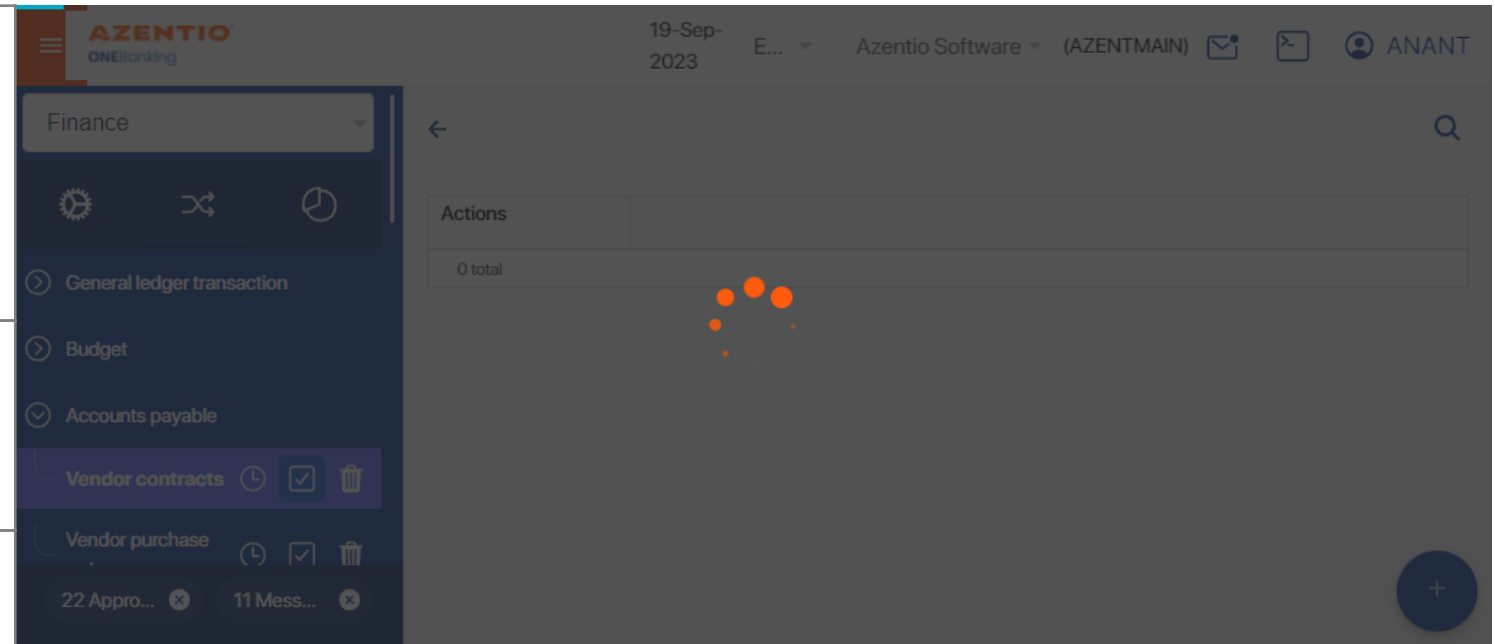 AZENTIO
ONEBanking
19-Sep-
2023
E...
Azentio Software
(AZENTMAIN)
ANANT
Finance
Actions
0 total
General ledger transaction
Budget
Accounts payable
Vendor contracts
Vendor purchase
22 Appro...
11 Mess...